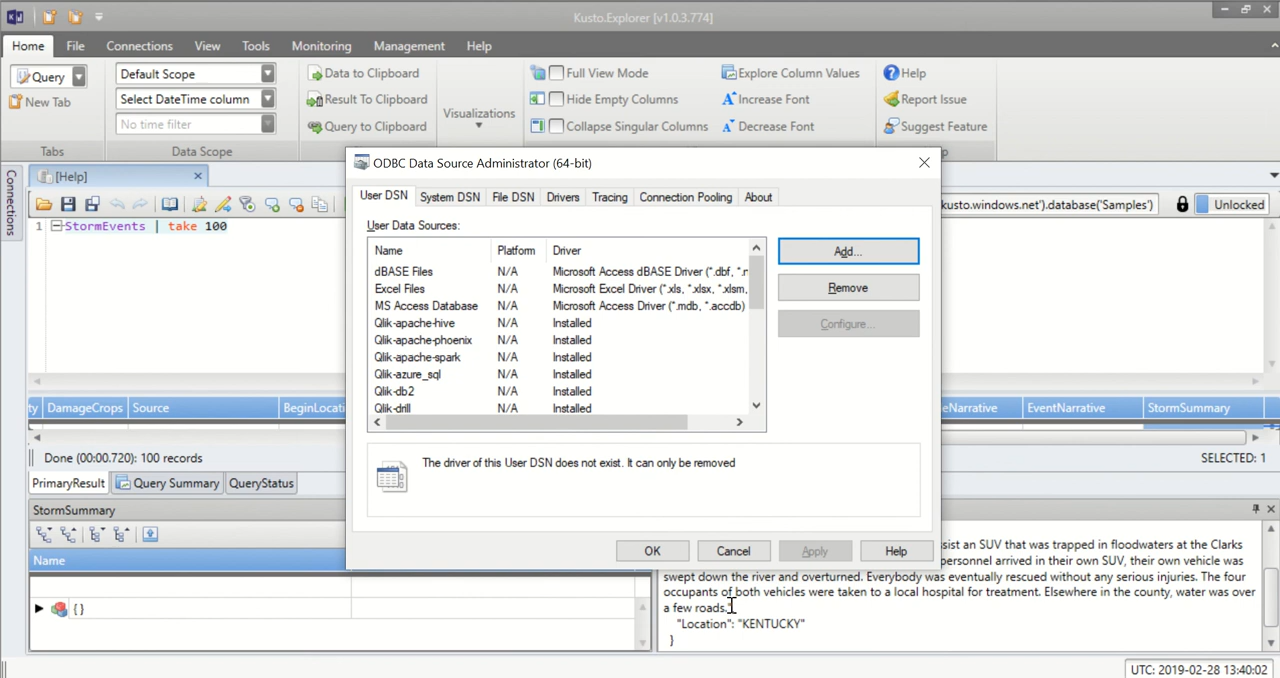 Kusto.Explorer [v1.0.3.774]
Home File Connections View Tools Monitoring Management Help
Query
New Tab
Tabs
Default Scope
Select DateTime column
No time filter
Data Scope
Data to Clipboard
Result To Clipboard
Query to Clipboard
Visualizations
Full View Mode
Hide Empty Columns
Collapse Singular Columns
Explore Column Values
Increase Font
Decrease Font
Help
Report Issue
Suggest Feature
p
Connections
[Help]
kusto.windows.net').database('Samples')
Unlocked
1 StormEvents | take 100
ODBC Data Source Administrator (64-bit)
User DSN System DSN File DSN Drivers Tracing Connection Pooling About
User Data Sources:
Name Platform Driver
dBASE Files N/A Microsoft Access dBASE Driver (*.dbf, *.n
Excel Files N/A Microsoft Excel Driver (*.xls, *.xlsx, *.xlsm,
MS Access Database N/A Microsoft Access Driver (*.mdb, *.accdb)
Qlik-apache-hive N/A Installed
Qlik-apache-phoenix N/A Installed
Qlik-apache-spark N/A Installed
Qlik-azure_sql N/A Installed
Qlik-db2 N/A Installed
Qlik-drill N/A Installed
Add...
Remove
Configure...
The driver of this User DSN does not exist. It can only be removed
OK Cancel Apply Help
ty DamageCrops Source BeginLocati eNarrative EventNarrative StormSummary
Done (00:00.720): 100 records
SELECTED: 1
PrimaryResult Query Summary QueryStatus
StormSummary
Name
{}
sist an SUV that was trapped in floodwaters at the Clarks
personnel arrived in their own SUV, their own vehicle was
swept down the river and overturned. Everybody was eventually rescued without any serious injuries. The four
occupants of both vehicles were taken to a local hospital for treatment. Elsewhere in the county, water was over
a few roads.
"Location": "KENTUCKY"
}
UTC: 2019-02-28 13:40:02